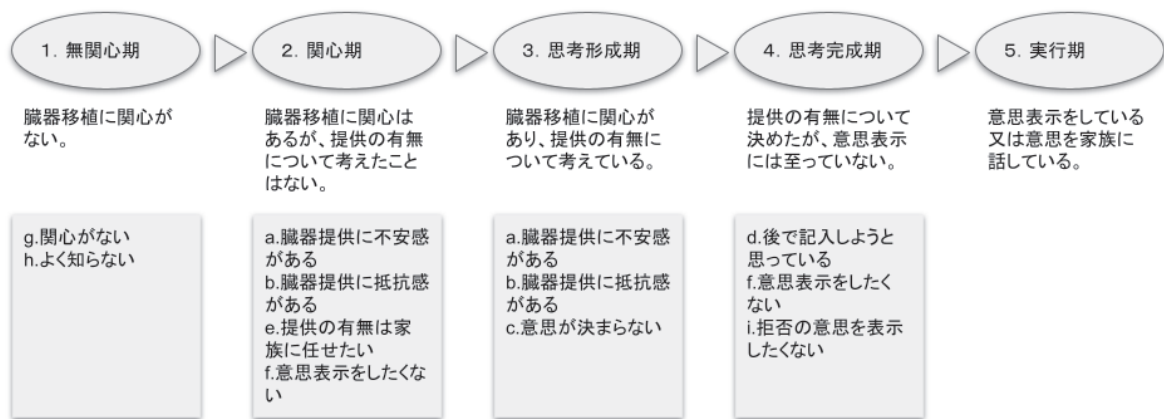 1. 無関心期
2. 関心期
3. 思考形成期
4. 思考完成期
5. 実行期
臓器移植に関心が
ない。
臓器移植に関心は
あるが、提供の有無
について考えたこと
はない。
臓器移植に関心が
あり、提供の有無に
ついて考えている。
提供の有無について
決めたが、意思表示
には至っていない。
意思表示をしている
又は意思を家族に
話している。
g.関心がない
h.よく知らない
a.臓器提供に不安感
がある
b.臓器提供に抵抗感
がある
e.提供の有無は家
族に任せたい
f.意思表示をしたくな
い
a.臓器提供に不安感
がある
b.臓器提供に抵抗感
がある
c.意思が決まらない
d.後で記入しようと
思っている
f.意思表示をしたく
ない
i.拒否の意思を表示
したくない